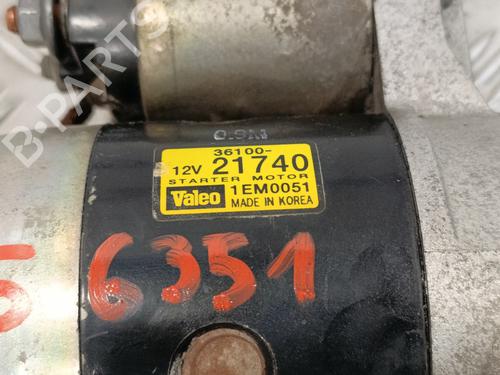 0.9M
36100-
12V 21740
STARTER MOTOR
Valeo 1EM0051
MADE IN KOREA
6351
B-PARTS